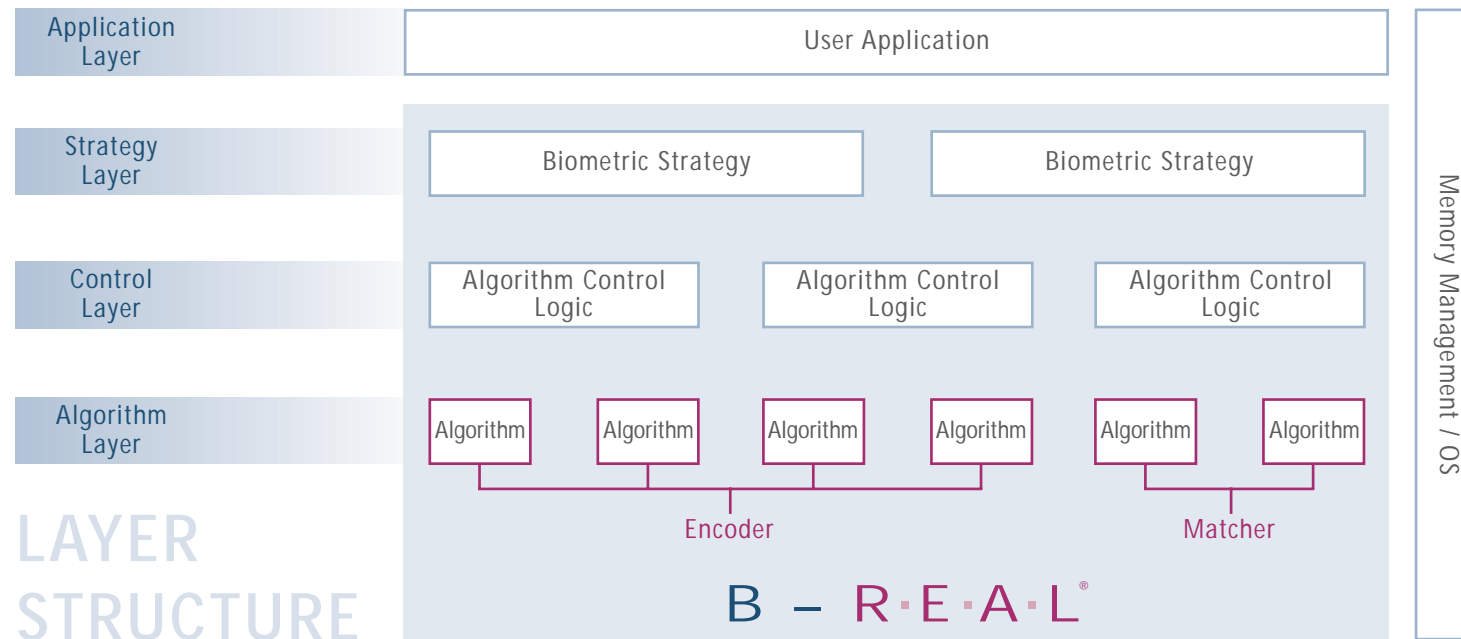 Application
Layer
User Application
Strategy
Layer
Biometric Strategy
Biometric Strategy
Control
Layer
Algorithm Control
Logic
Algorithm Control
Logic
Algorithm Control
Logic
Algorithm
Layer
Algorithm
Algorithm
Algorithm
Algorithm
Algorithm
Algorithm
Encoder
Matcher
LAYER
STRUCTURE
B – R·E·A·L®
Memory Management / OS